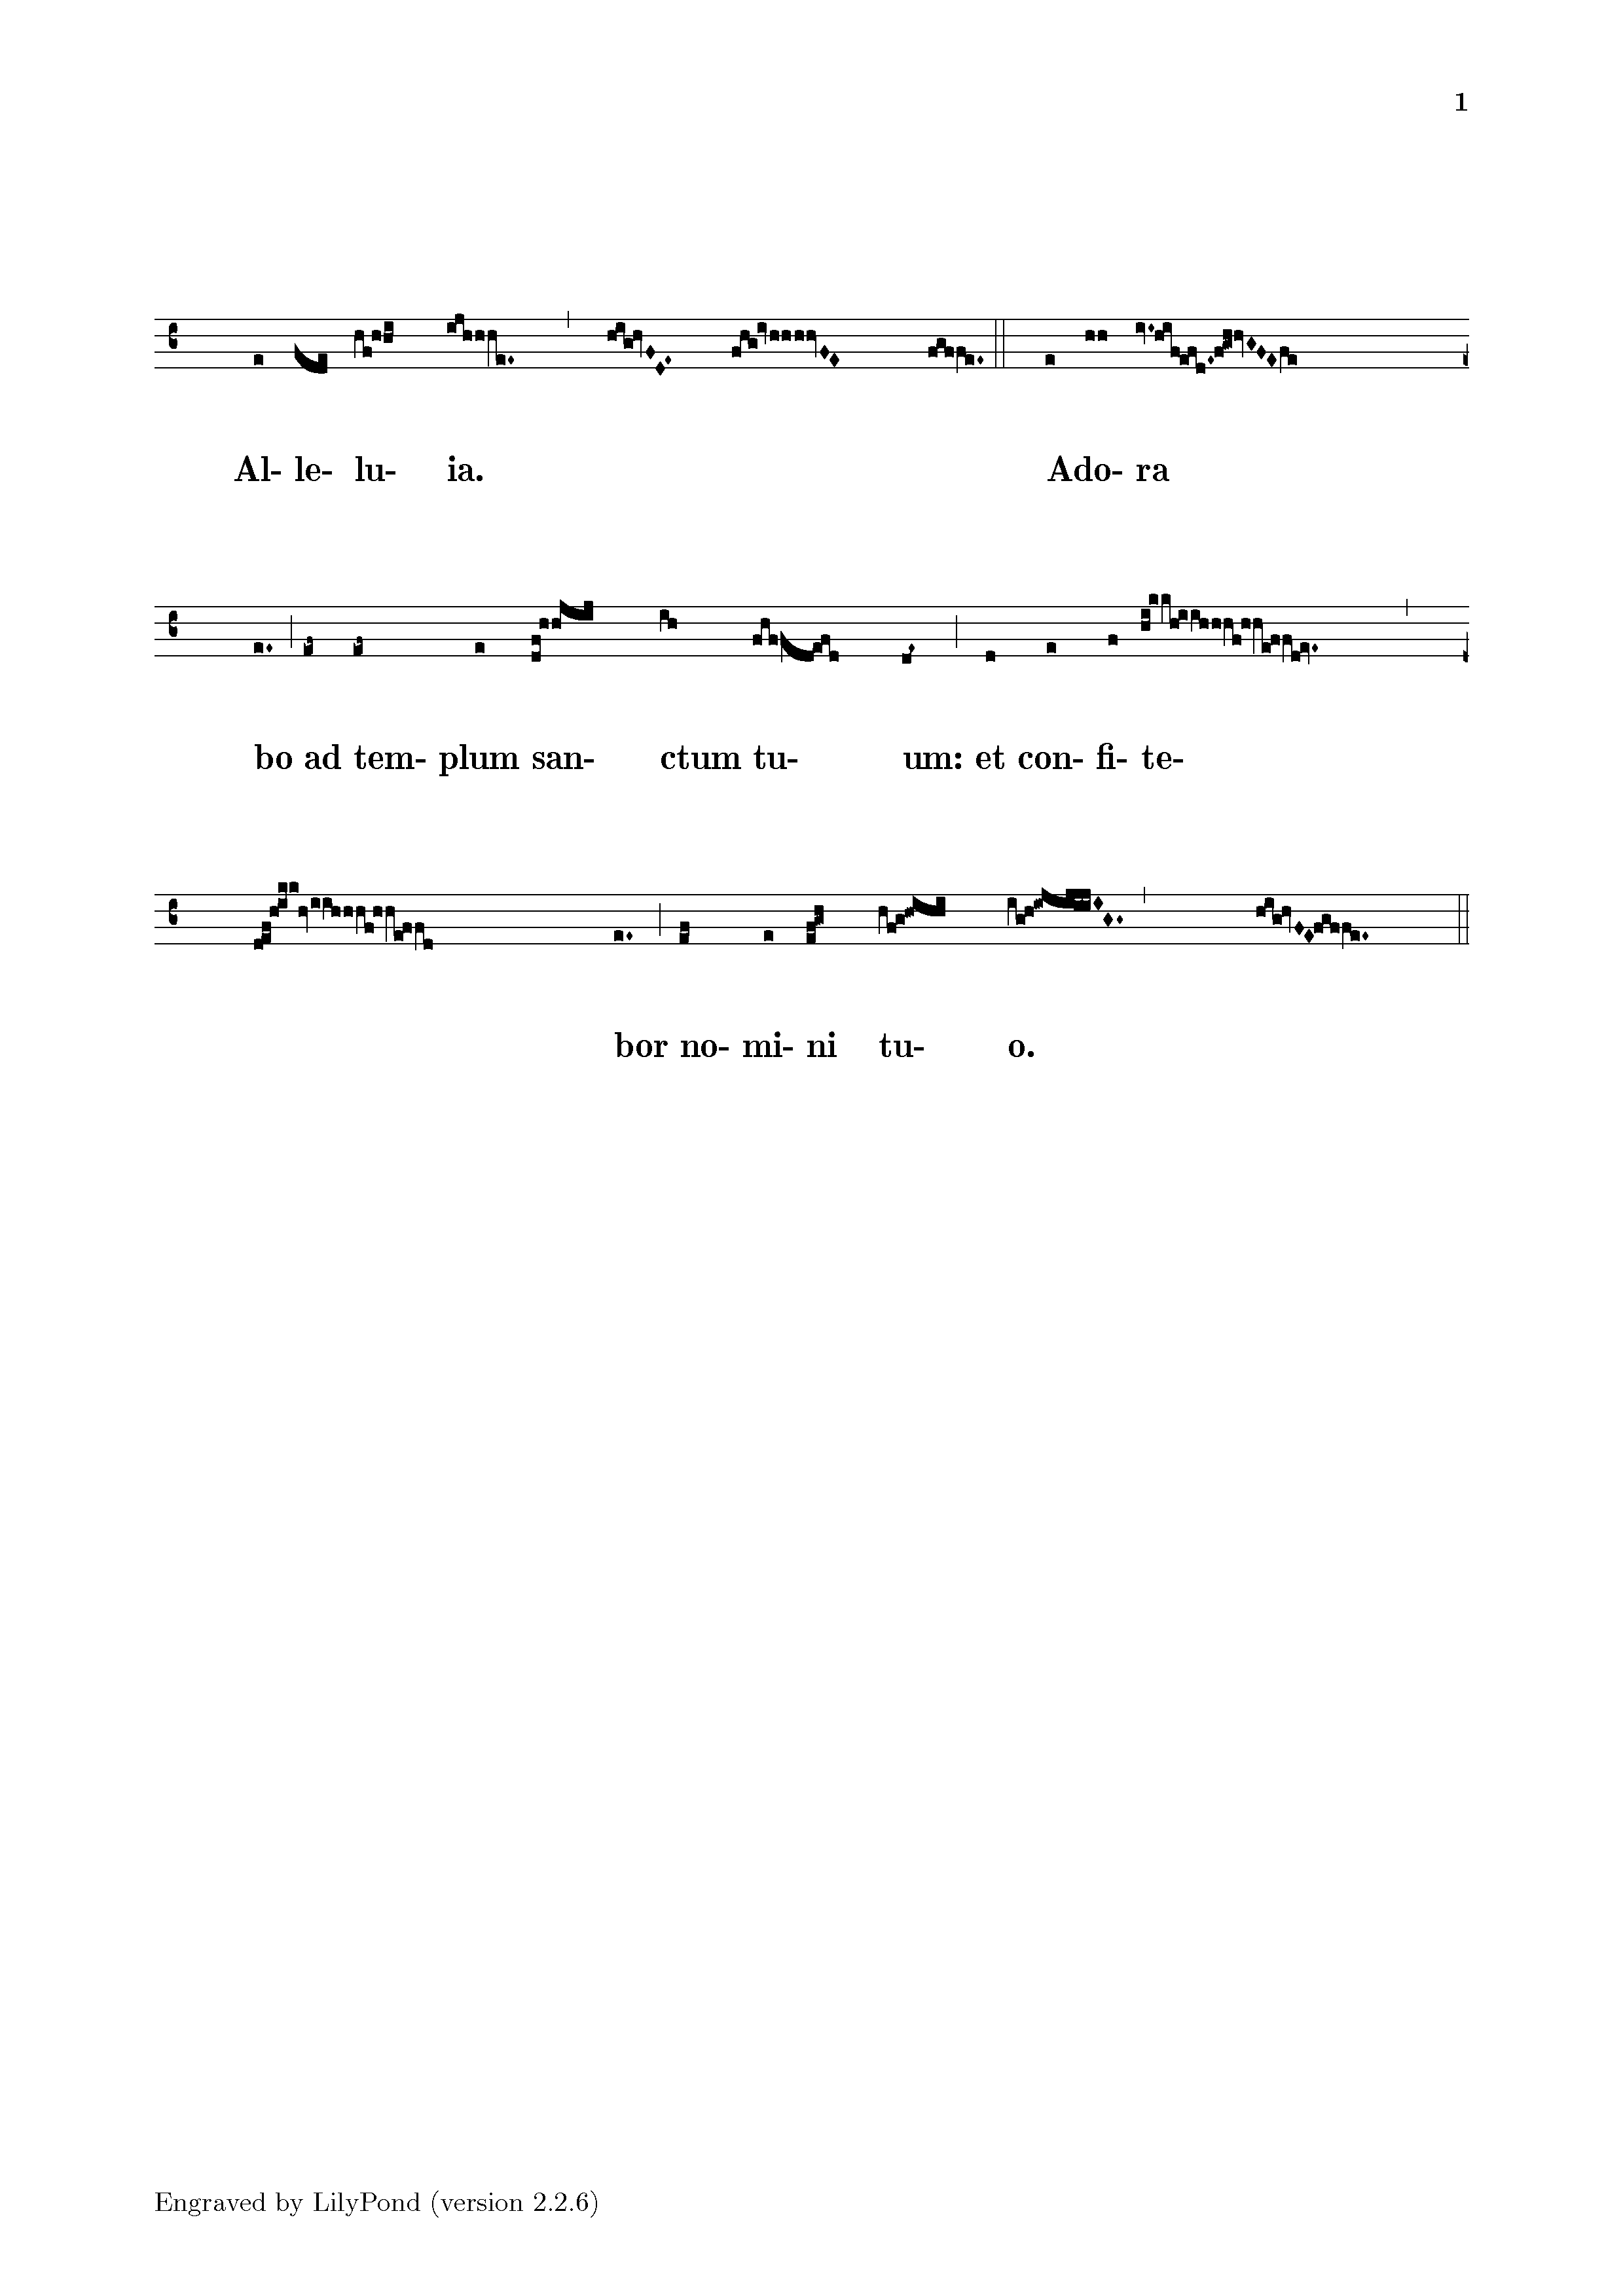 1
Al- le- lu- ia. Ado- ra
bo ad tem- plum san- ctum tu- um: et con- fi- te-
bor no- mi- ni tu- o.
Engraved by LilyPond (version 2.2.6)